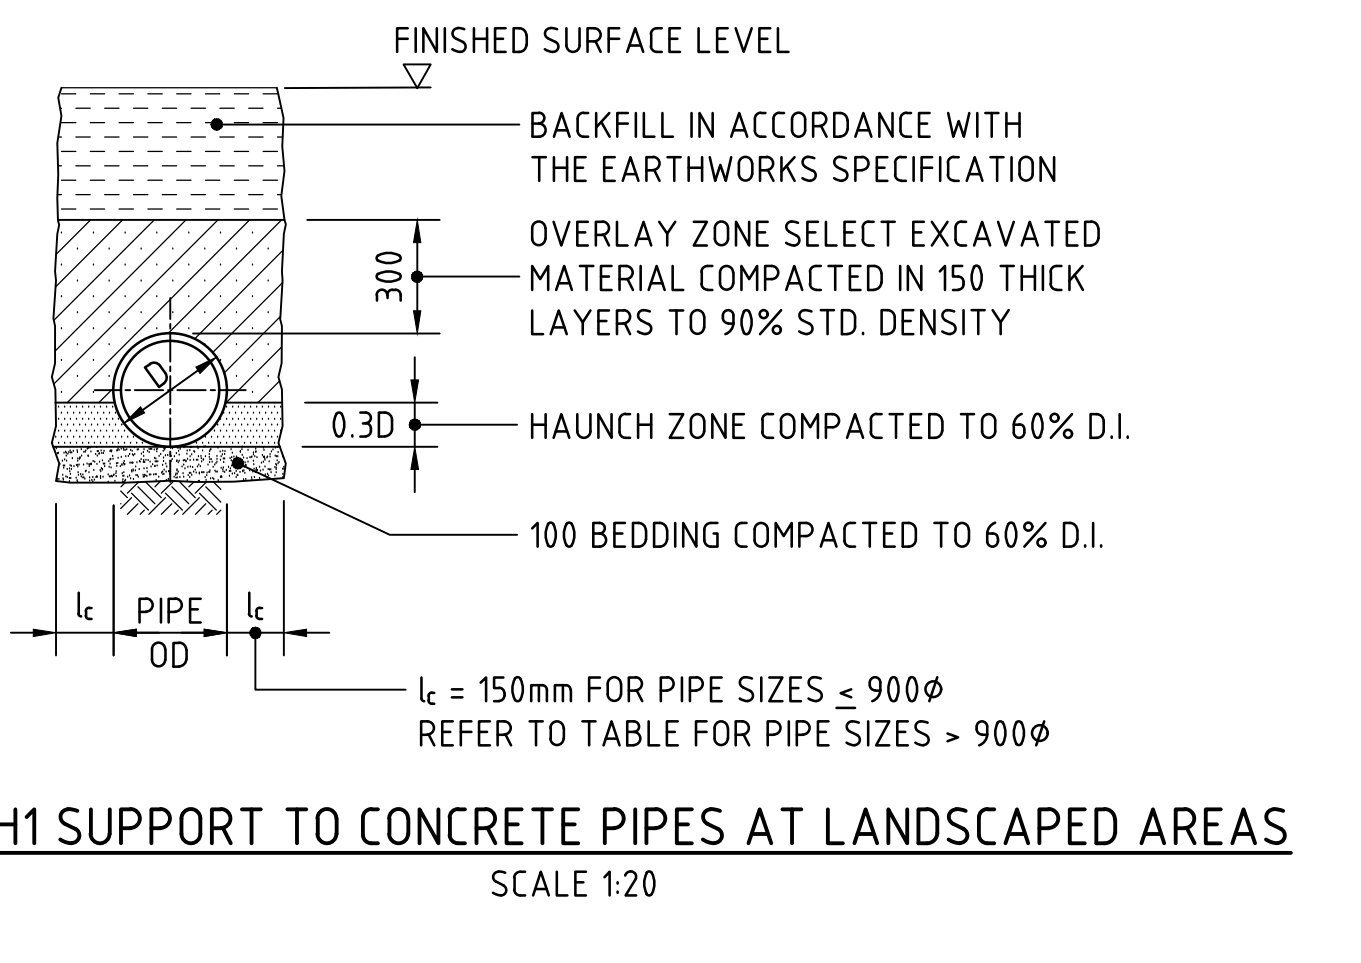 FINISHED SURFACE LEVEL
BACKFILL IN ACCORDANCE WITH
THE EARTHWORKS SPECIFICATION
OVERLAY ZONE SELECT EXCAVATED
MATERIAL COMPACTED IN 150 THICK
LAYERS TO 90% STD. DENSITY
300
D
0.3D
HAUNCH ZONE COMPACTED TO 60% D.I.
100 BEDDING COMPACTED TO 60% D.I.
lc PIPE lc
OD
lc = 150mm FOR PIPE SIZES ≤ 900Ø
REFER TO TABLE FOR PIPE SIZES > 900Ø
H1 SUPPORT TO CONCRETE PIPES AT LANDSCAPED AREAS
SCALE 1:20